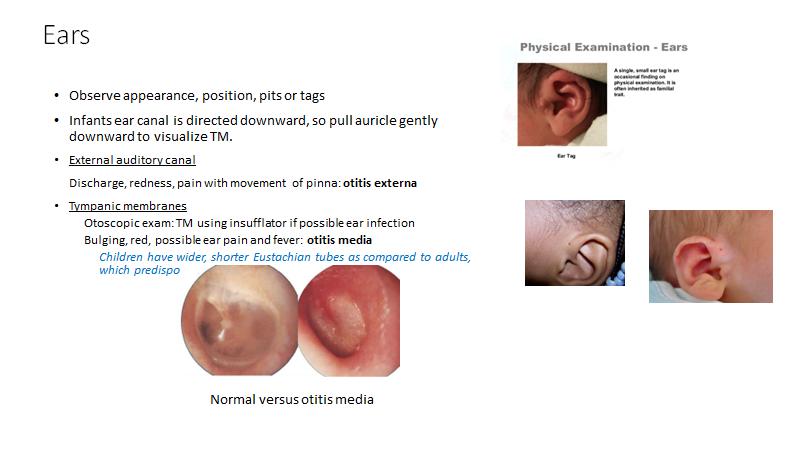 Ears
• Observe appearance, position, pits or tags
• Infants ear canal is directed downward, so pull auricle gently
downward to visualize TM.
• External auditory canal
Discharge, redness, pain with movement of pinna: otitis externa
• Tympanic membranes
Otoscopic exam: TM using insufflator if possible ear infection
Bulging, red, possible ear pain and fever: otitis media
Children have wider, shorter Eustachian tubes as compared to adults,
which predispo
Normal versus otitis media
Physical Examination - Ears
A single, small ear tag is an
occasional finding on
physical examination. It is
often inherited as familial
trait.
Ear Tag